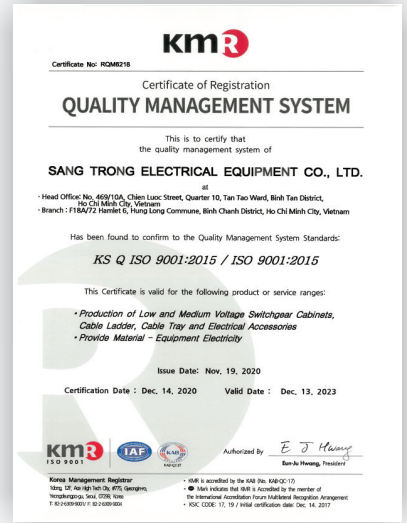 KMR
Certificate No: RQM6218
Certificate of Registration
QUALITY MANAGEMENT SYSTEM
This is to certify that
the quality management system of
SANG TRONG ELECTRICAL EQUIPMENT CO., LTD.
at
· Head Office: No, 469/10A, Chien Luoc Street, Quarter 10, Tan Tao Ward, Binh Tan District,
Ho Chi Minh City, Vietnam
· Branch : F18A/72 Hamlet 6, Hung Long Commune, Binh Chanh District, Ho Chi Minh City, Vietnam
Has been found to confirm to the Quality Management System Standards:
KS Q ISO 9001:2015 / ISO 9001:2015
This Certificate is valid for the following product or service ranges:
• Production of Low and Medium Voltage Switchgear Cabinets,
Cable Ladder, Cable Tray and Electrical Accessories
• Provide Material - Equipment Electricity
Issue Date: Nov. 19, 2020
Certification Date : Dec. 14, 2020 Valid Date : Dec. 13, 2023
KMR
ISO 9001
IAF
KAB
KAB-QC-17
Authorized By E J Hwang
Eun-Ju Hwang, President
Korea Management Registrar
Seoul, Korea
• KMR is accredited by the KAB (No. KAB-QC-17)
• Mark indicates that KMR is Accredited by the member of
the International Accreditation Forum Multilateral Recognition Arrangement
• KSIC CODE: 17, 19 / Initial certification date: Dec. 14, 2017